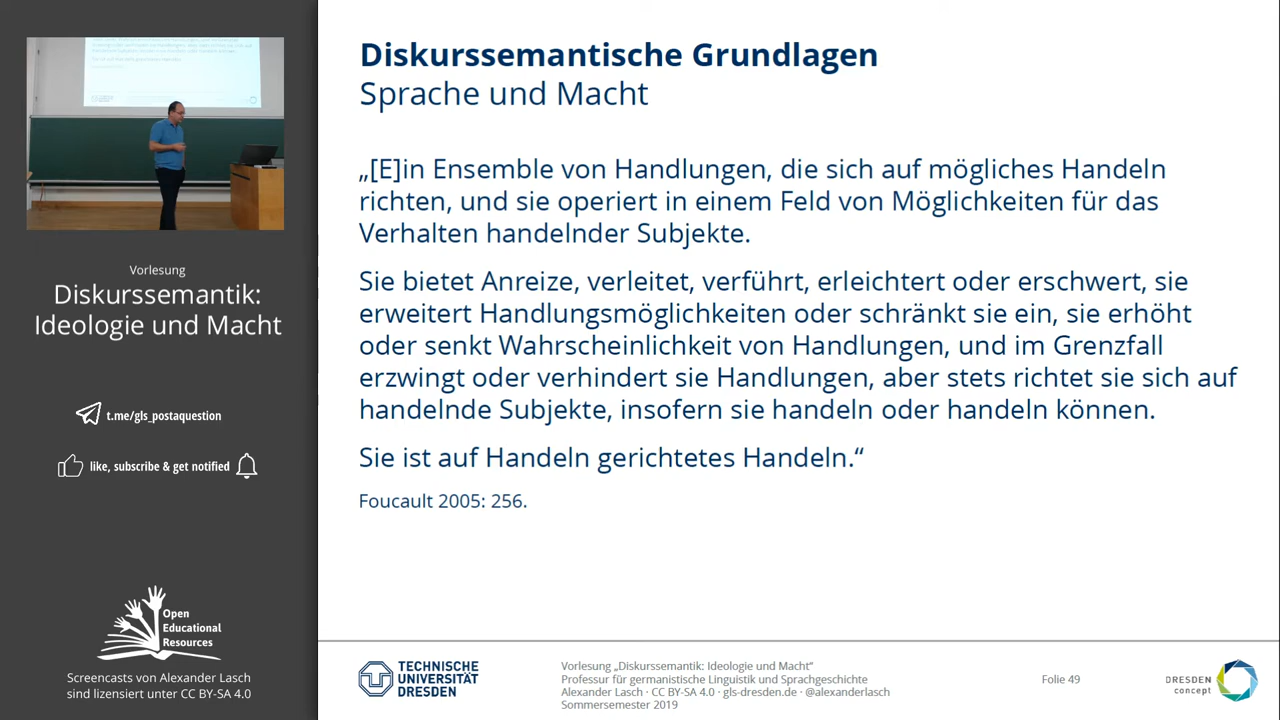 Vorlesung
Diskurssemantik:
Ideologie und Macht
t.me/gls_postaquestion
like, subscribe & get notified
Open
Educational
Resources
Screencasts von Alexander Lasch
sind lizensiert unter CC BY-SA 4.0
Diskurssemantische Grundlagen
Sprache und Macht
„[E]in Ensemble von Handlungen, die sich auf mögliches Handeln
richten, und sie operiert in einem Feld von Möglichkeiten für das
Verhalten handelnder Subjekte.
Sie bietet Anreize, verleitet, verführt, erleichtert oder erschwert, sie
erweitert Handlungsmöglichkeiten oder schränkt sie ein, sie erhöht
oder senkt Wahrscheinlichkeit von Handlungen, und im Grenzfall
erzwingt oder verhindert sie Handlungen, aber stets richtet sie sich auf
handelnde Subjekte, insofern sie handeln oder handeln können.
Sie ist auf Handeln gerichtetes Handeln.“
Foucault 2005: 256.
TECHNISCHE
UNIVERSITÄT
DRESDEN
Vorlesung „Diskurssemantik: Ideologie und Macht“
Professur für germanistische Linguistik und Sprachgeschichte
Alexander Lasch · CC BY-SA 4.0 · gls-dresden.de · @alexanderlasch
Sommersemester 2019
Folie 49
DRESDEN
concept